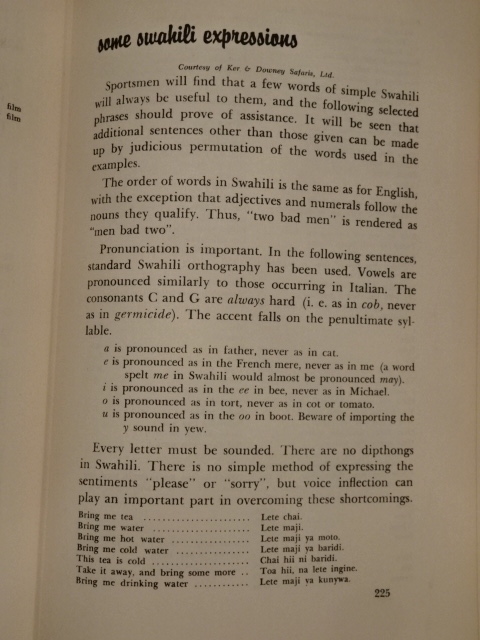 film
film
some swahili expressions
Courtesy of Ker & Downey Safaris, Ltd.
Sportsmen will find that a few words of simple Swahili
will always be useful to them, and the following selected
phrases should prove of assistance. It will be seen that
additional sentences other than those given can be made
up by judicious permutation of the words used in the
examples.
The order of words in Swahili is the same as for English,
with the exception that adjectives and numerals follow the
nouns they qualify. Thus, "two bad men" is rendered as
"men bad two".
Pronunciation is important. In the following sentences,
standard Swahili orthography has been used. Vowels are
pronounced similarly to those occurring in Italian. The
consonants C and G are always hard (i. e. as in cob, never
as in germicide). The accent falls on the penultimate syl-
lable.
a is pronounced as in father, never as in cat.
e is pronounced as in the French mere, never as in me (a word
spelt me in Swahili would almost be pronounced may).
i is pronounced as in the ee in bee, never as in Michael.
o is pronounced as in tort, never as in cot or tomato.
u is pronounced as in the oo in boot. Beware of importing the
y sound in yew.
Every letter must be sounded. There are no dipthongs
in Swahili. There is no simple method of expressing the
sentiments "please" or "sorry", but voice inflection can
play an important part in overcoming these shortcomings.
Bring me tea ........................ Lete chai.
Bring me water ...................... Lete maji.
Bring me hot water .................. Lete maji ya moto.
Bring me cold water ................. Lete maji ya baridi.
This tea is cold .................... Chai hii ni baridi.
Take it away, and bring some more .. Toa hii, na lete ingine.
Bring me drinking water ............ Lete maji ya kunywa.
225